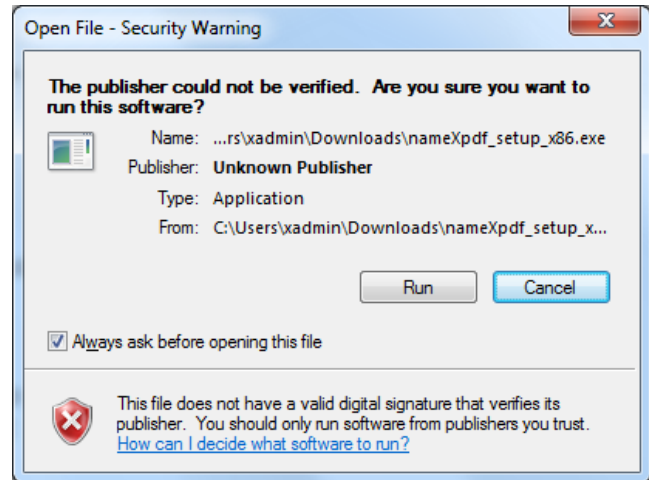 Open File - Security Warning
The publisher could not be verified. Are you sure you want to
run this software?
Name: ...rs\xadmin\Downloads\nameXpdf_setup_x86.exe
Publisher: Unknown Publisher
Type: Application
From: C:\Users\xadmin\Downloads\nameXpdf_setup_x...
Run Cancel
Always ask before opening this file
This file does not have a valid digital signature that verifies its
publisher. You should only run software from publishers you trust.
How can I decide what software to run?